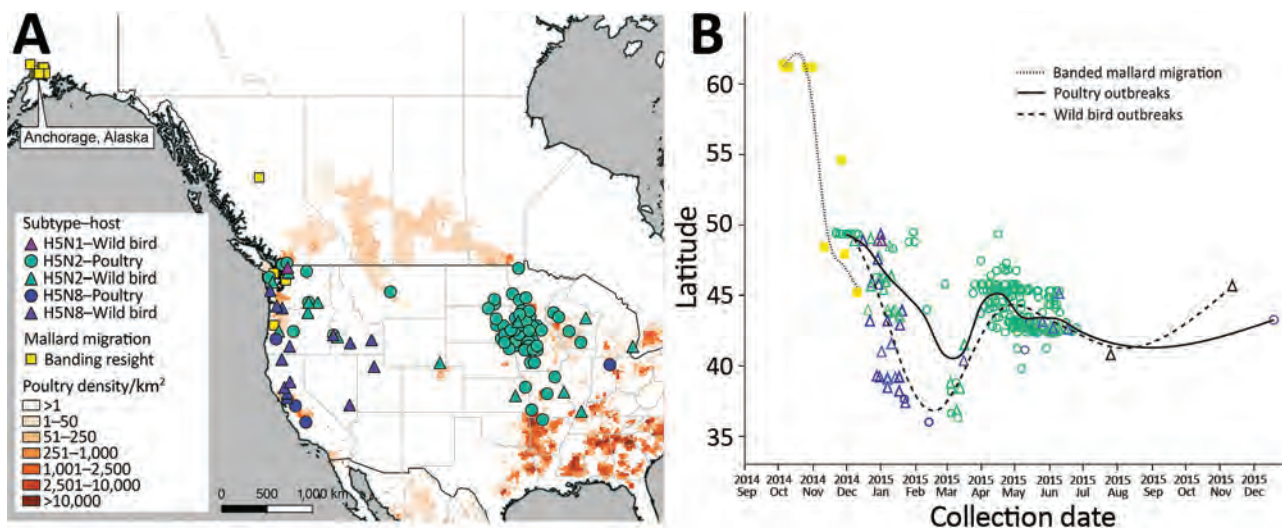 A
Anchorage, Alaska
Subtype–host
H5N1–Wild bird
H5N2–Poultry
H5N2–Wild bird
H5N8–Poultry
H5N8–Wild bird
Mallard migration
Banding resight
Poultry density/km²
>1
1–50
51–250
251–1,000
1,001–2,500
2,501–10,000
>10,000
0 500 1,000 km
B
Banded mallard migration
Poultry outbreaks
Wild bird outbreaks
Latitude
60
55
50
45
40
35
2014 2014 2014 2014 2015 2015 2015 2015 2015 2015 2015 2015 2015 2015 2015 2015
Sep Oct Nov Dec Jan Feb Mar Apr May Jun Jul Aug Sep Oct Nov Dec
Collection date